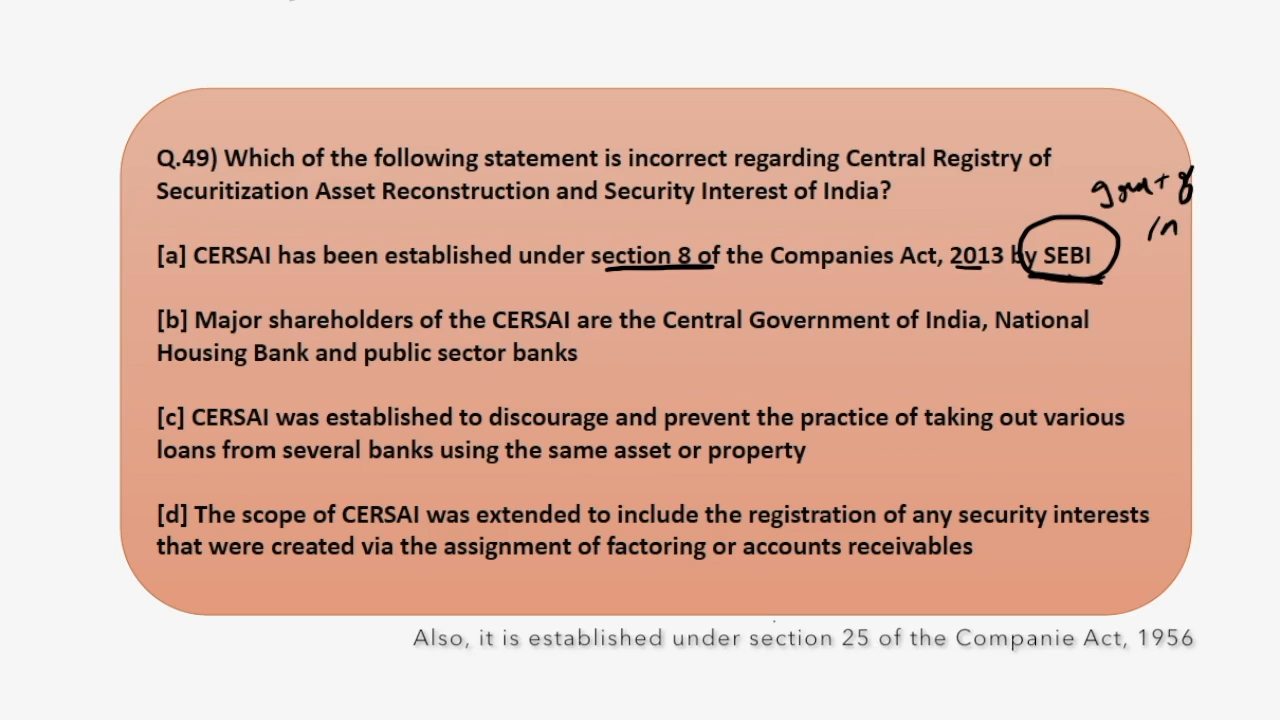 Q.49) Which of the following statement is incorrect regarding Central Registry of
Securitization Asset Reconstruction and Security Interest of India?
[a] CERSAI has been established under section 8 of the Companies Act, 2013 by SEBI
[b] Major shareholders of the CERSAI are the Central Government of India, National
Housing Bank and public sector banks
[c] CERSAI was established to discourage and prevent the practice of taking out various
loans from several banks using the same asset or property
[d] The scope of CERSAI was extended to include the registration of any security interests
that were created via the assignment of factoring or accounts receivables
Also, it is established under section 25 of the Companie Act, 1956